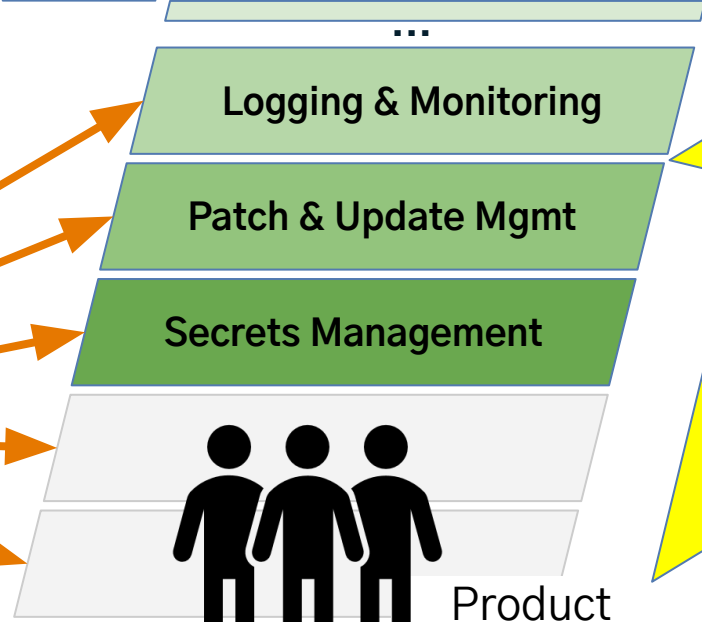 ...
Logging & Monitoring
Patch & Update Mgmt
Secrets Management
Product